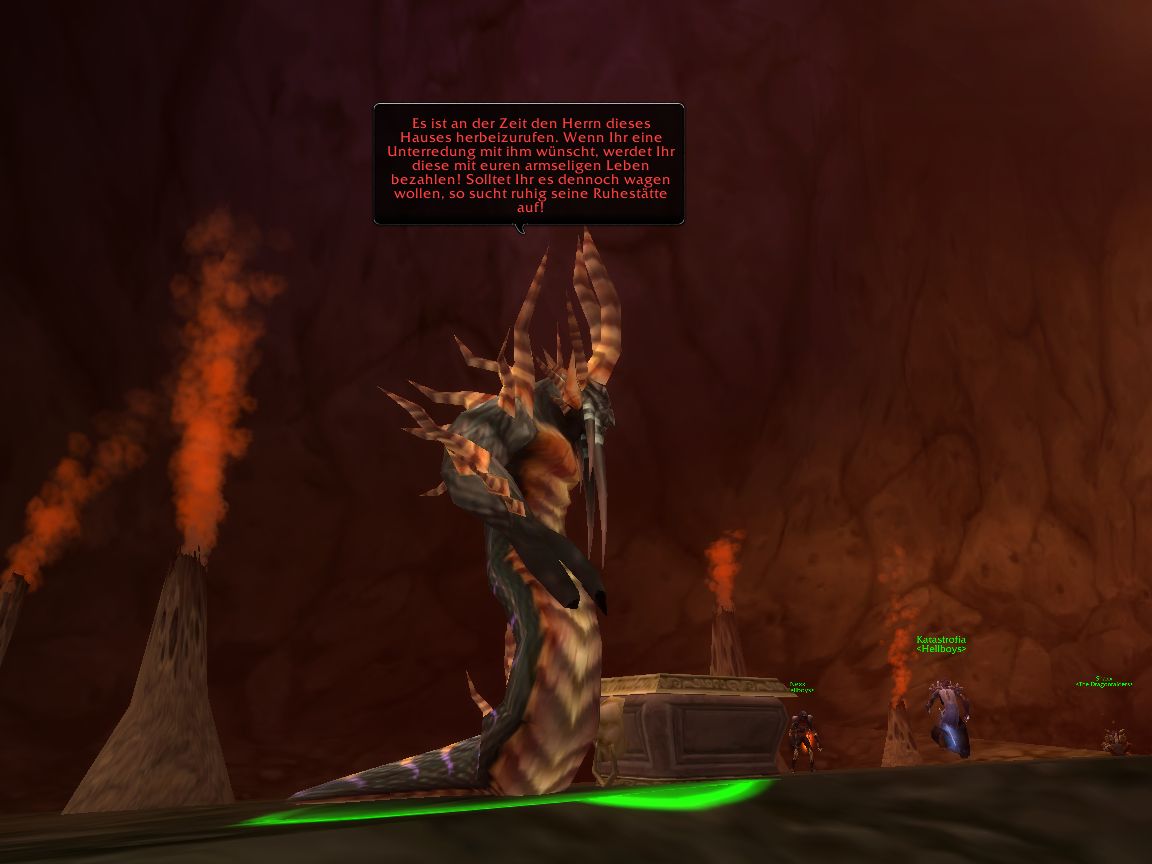 Es ist an der Zeit den Herrn dieses
Hauses herbeizurufen. Wenn Ihr eine
Unterredung mit ihm wünscht, werdet Ihr
diese mit euren armseligen Leben
bezahlen! Solltet Ihr es dennoch wagen
wollen, so sucht ruhig seine Ruhestätte
auf!
Katastrofia
<Hellboys>